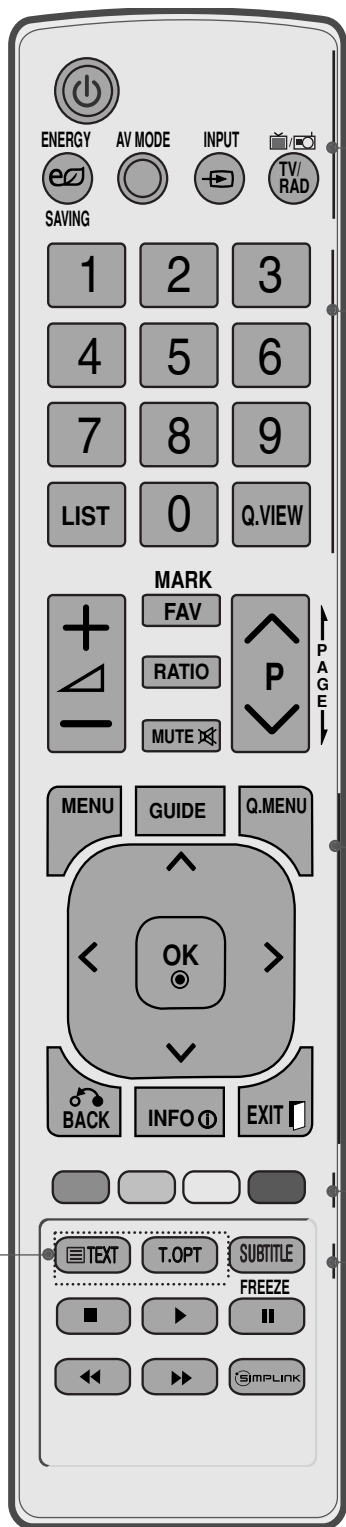 ENERGY AV MODE INPUT
TV/
RAD
SAVING
1 2 3
4 5 6
7 8 9
LIST 0 Q.VIEW
MARK
FAV
RATIO
P
PAGE
MUTE
MENU GUIDE Q.MENU
OK
BACK INFO EXIT
TEXT T.OPT SUBTITLE
FREEZE
SIMPLINK